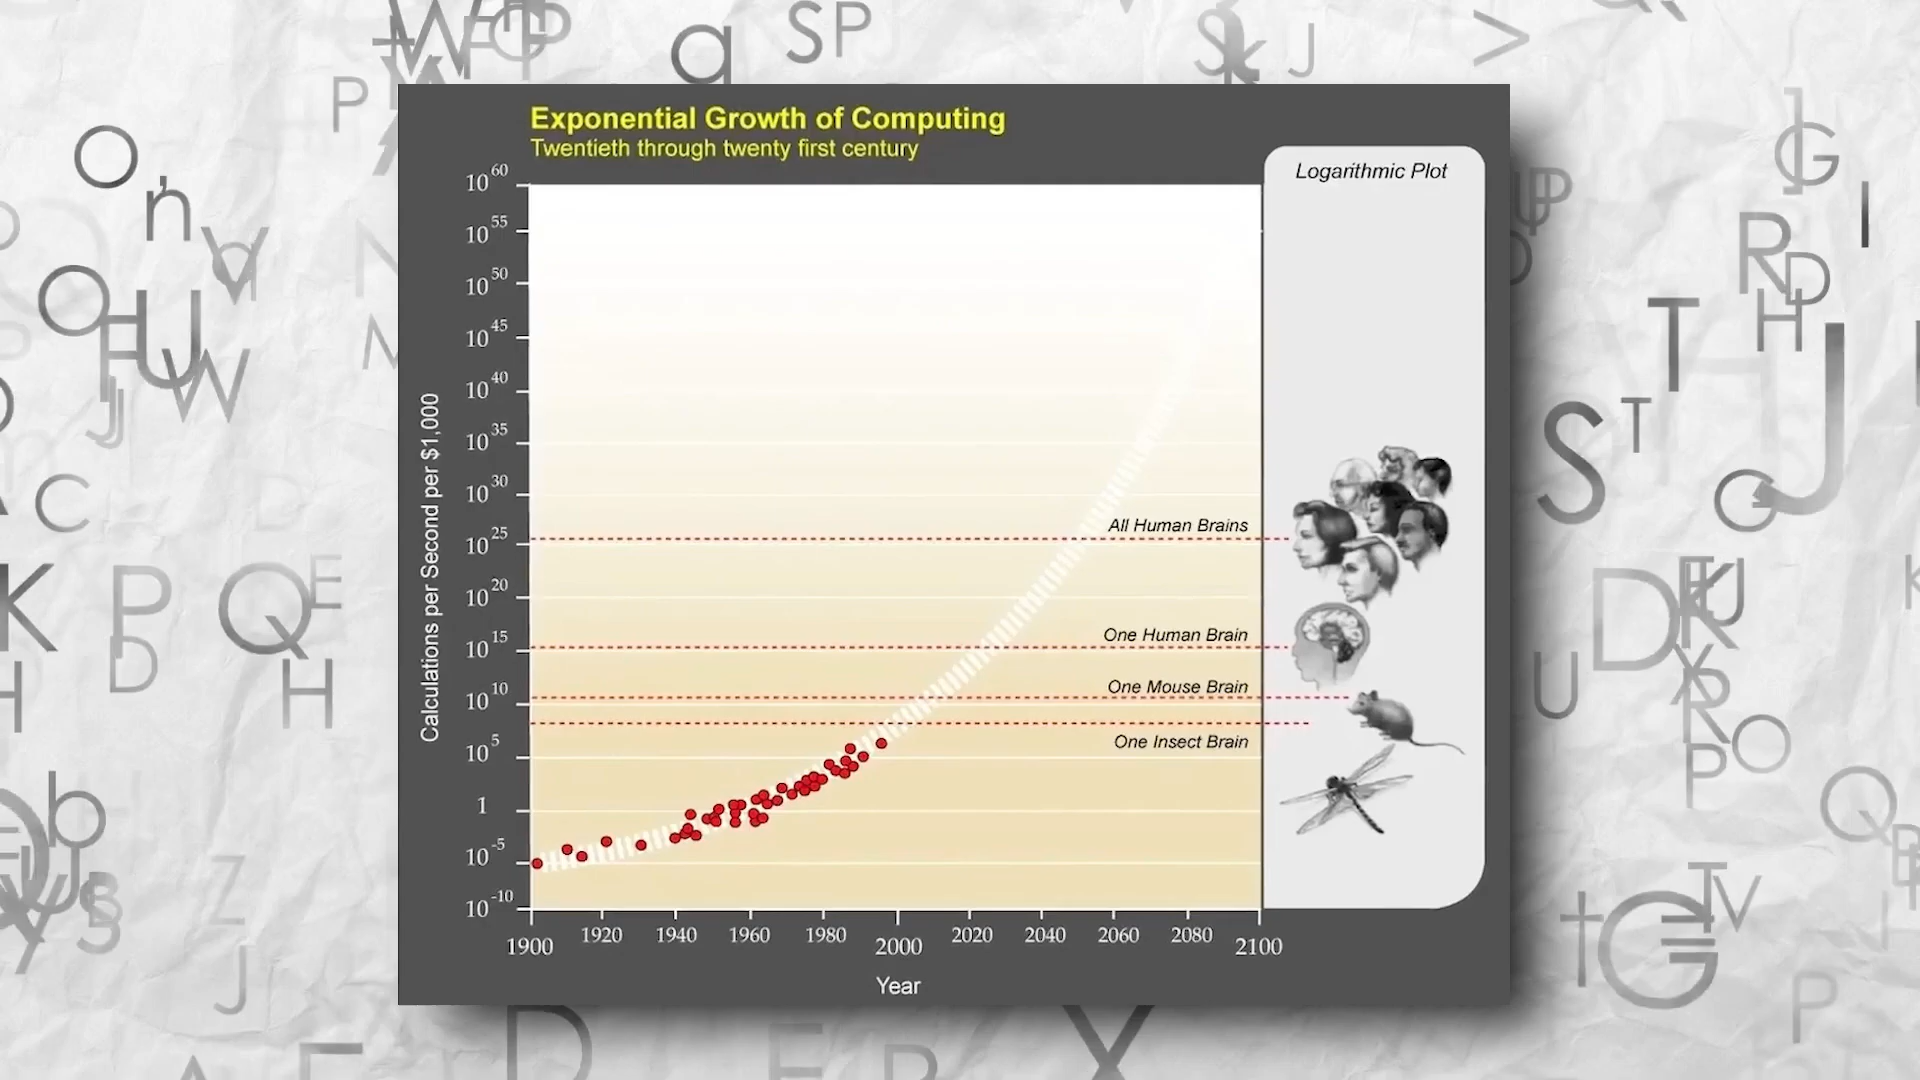 Exponential Growth of Computing
Twentieth through twenty first century
Logarithmic Plot
Calculations per Second per $1,000
10^60
10^55
10^50
10^45
10^40
10^35
10^30
10^25
10^20
10^15
10^10
10^5
1
10^-5
10^-10
All Human Brains
One Human Brain
One Mouse Brain
One Insect Brain
1900 1920 1940 1960 1980 2000 2020 2040 2060 2080 2100
Year